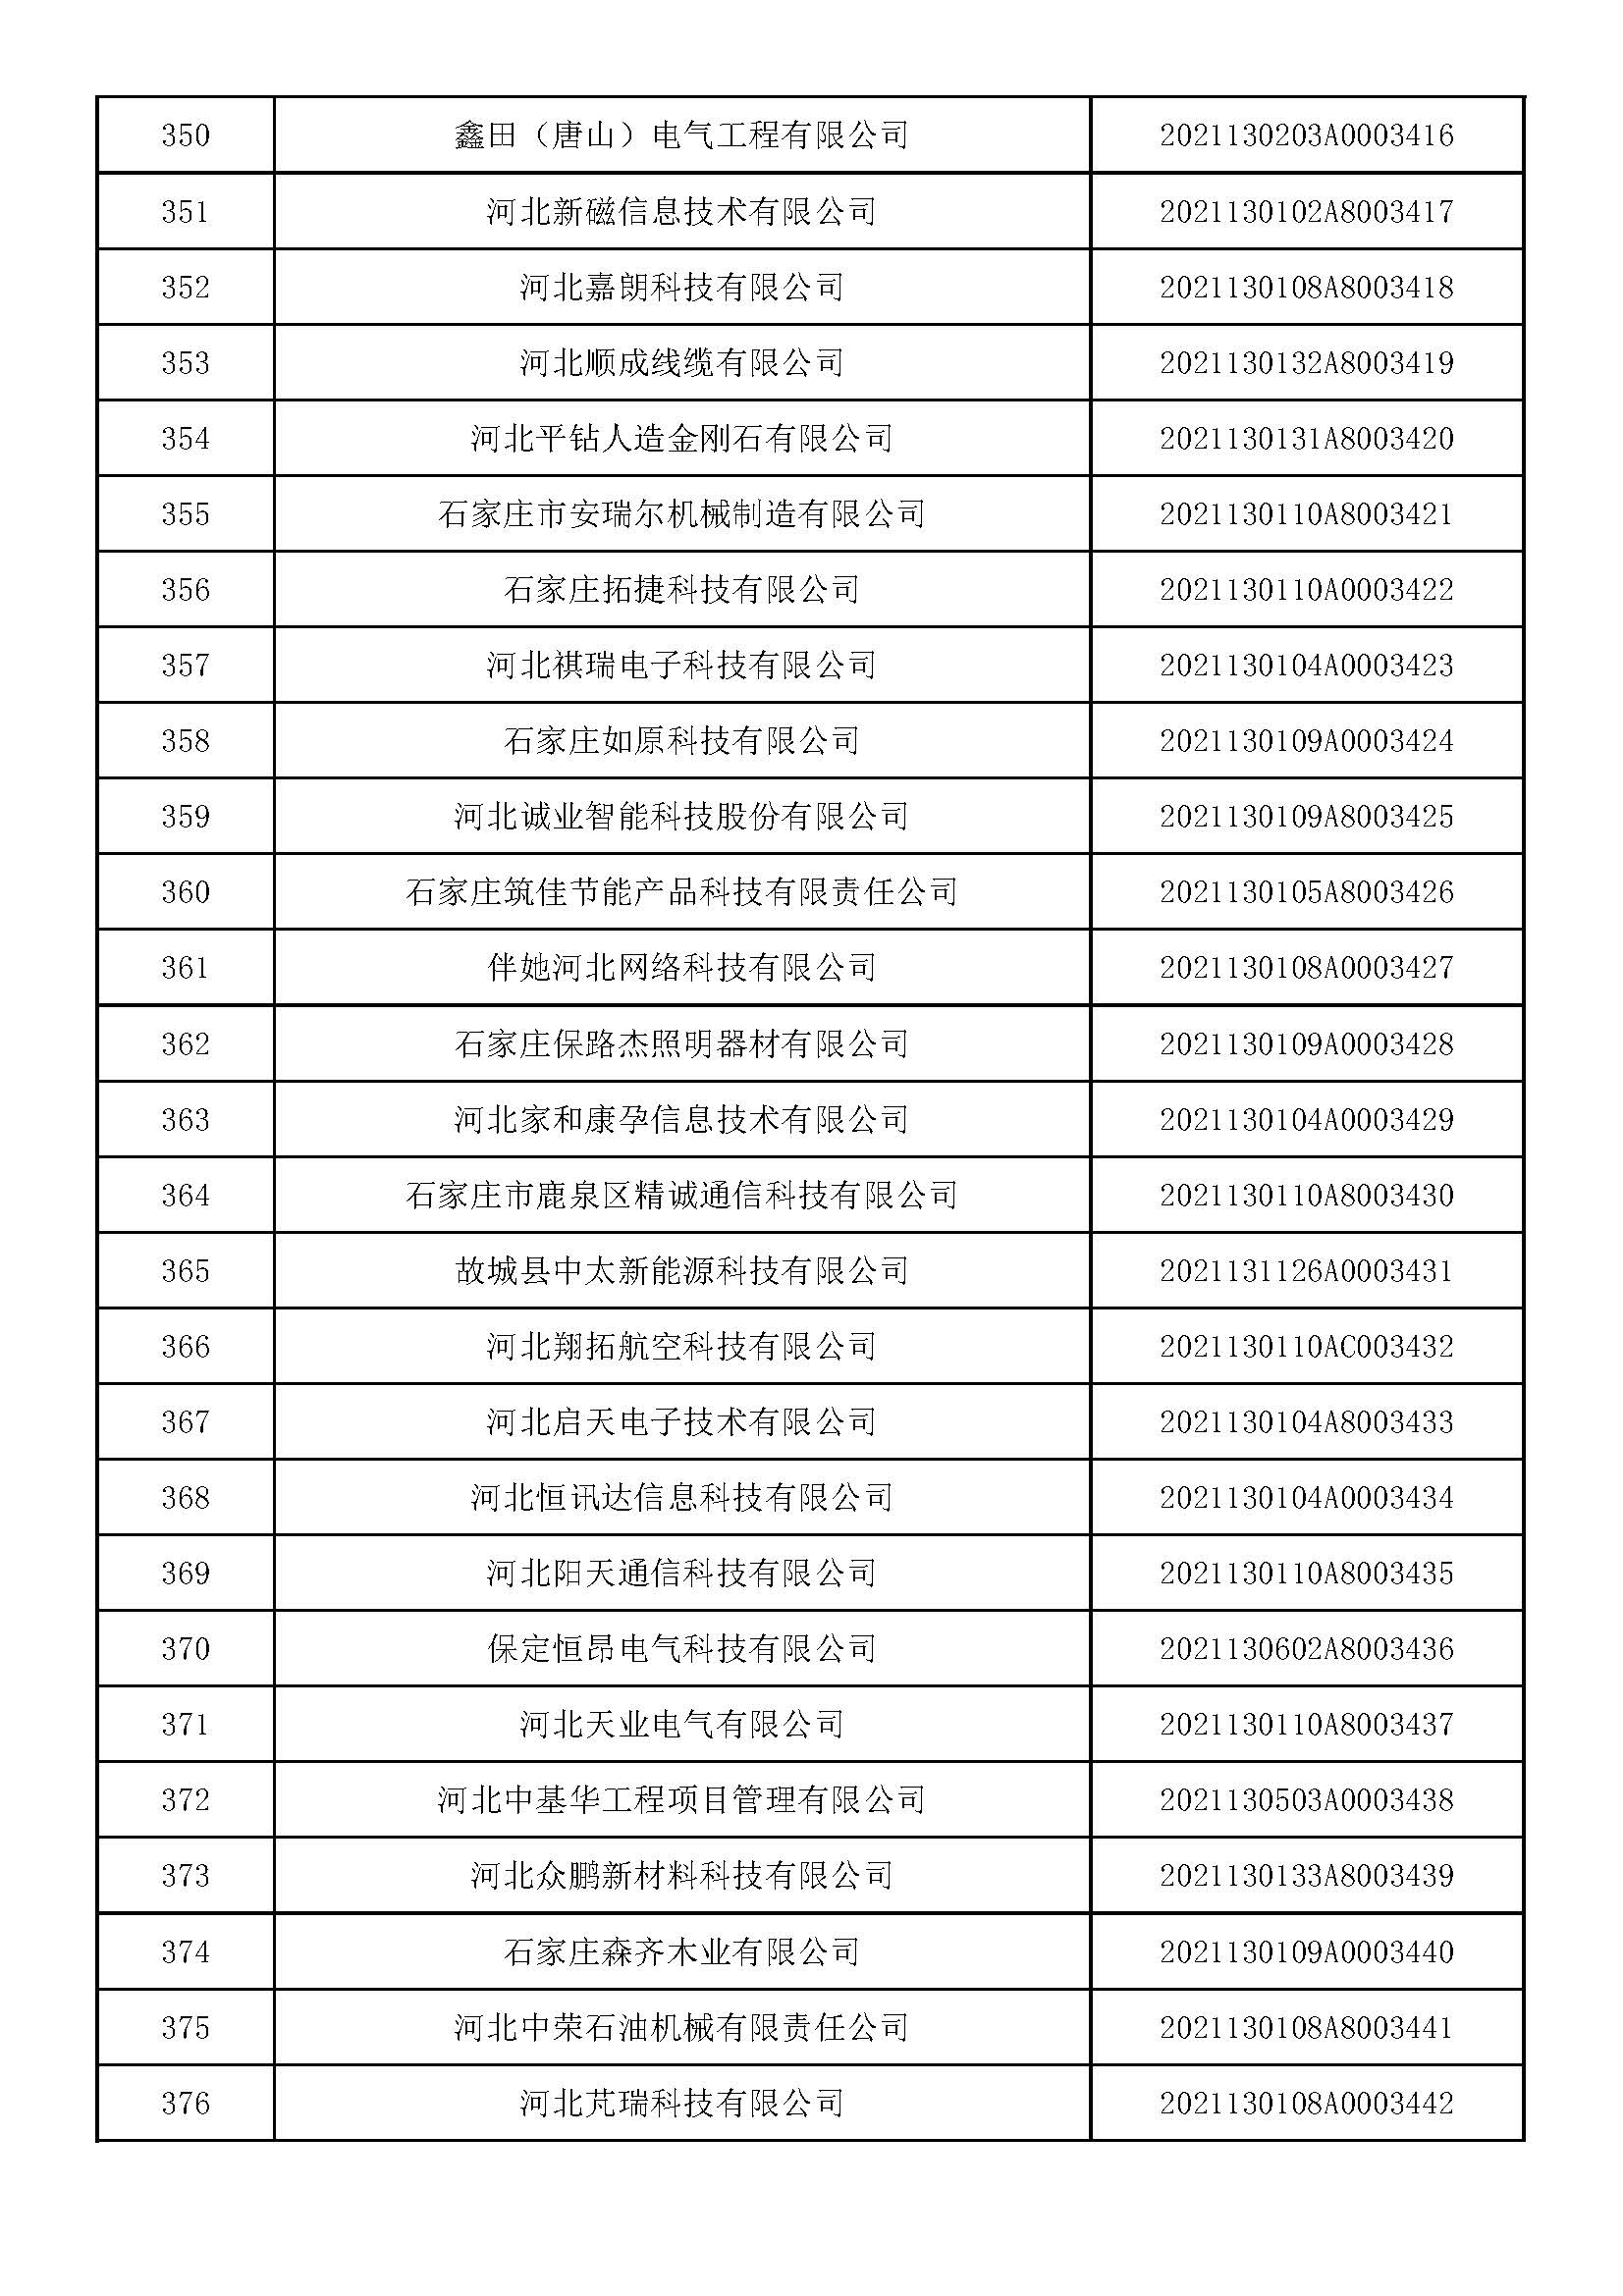 350 鑫田（唐山）电气工程有限公司 2021130203A0003416
351 河北新磁信息技术有限公司 2021130102A8003417
352 河北嘉朗科技有限公司 2021130108A8003418
353 河北顺成线缆有限公司 2021130132A8003419
354 河北平钻人造金刚石有限公司 2021130131A8003420
355 石家庄市安瑞尔机械制造有限公司 2021130110A8003421
356 石家庄拓捷科技有限公司 2021130110A0003422
357 河北祺瑞电子科技有限公司 2021130104A0003423
358 石家庄如原科技有限公司 2021130109A0003424
359 河北诚业智能科技股份有限公司 2021130109A8003425
360 石家庄筑佳节能产品科技有限责任公司 2021130105A8003426
361 伴她河北网络科技有限公司 2021130108A0003427
362 石家庄保路杰照明器材有限公司 2021130109A0003428
363 河北家和康孕信息技术有限公司 2021130104A0003429
364 石家庄市鹿泉区精诚通信科技有限公司 2021130110A8003430
365 故城县中太新能源科技有限公司 2021131126A0003431
366 河北翔拓航空科技有限公司 2021130110AC003432
367 河北启天电子技术有限公司 2021130104A8003433
368 河北恒讯达信息科技有限公司 2021130104A0003434
369 河北阳天通信科技有限公司 2021130110A8003435
370 保定恒昂电气科技有限公司 2021130602A8003436
371 河北天业电气有限公司 2021130110A8003437
372 河北中基华工程项目管理有限公司 2021130503A0003438
373 河北众鹏新材料科技有限公司 2021130133A8003439
374 石家庄森齐木业有限公司 2021130109A0003440
375 河北中荣石油机械有限责任公司 2021130108A8003441
376 河北芃瑞科技有限公司 2021130108A0003442